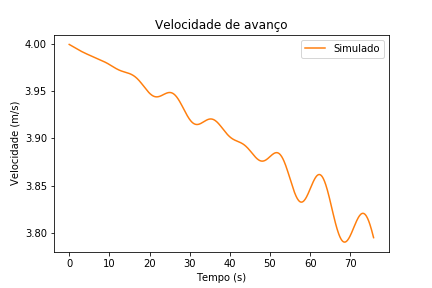 Velocidade de avanço
Simulado
4.00
3.95
3.90
3.85
3.80
Velocidade (m/s)
0 10 20 30 40 50 60 70
Tempo (s)